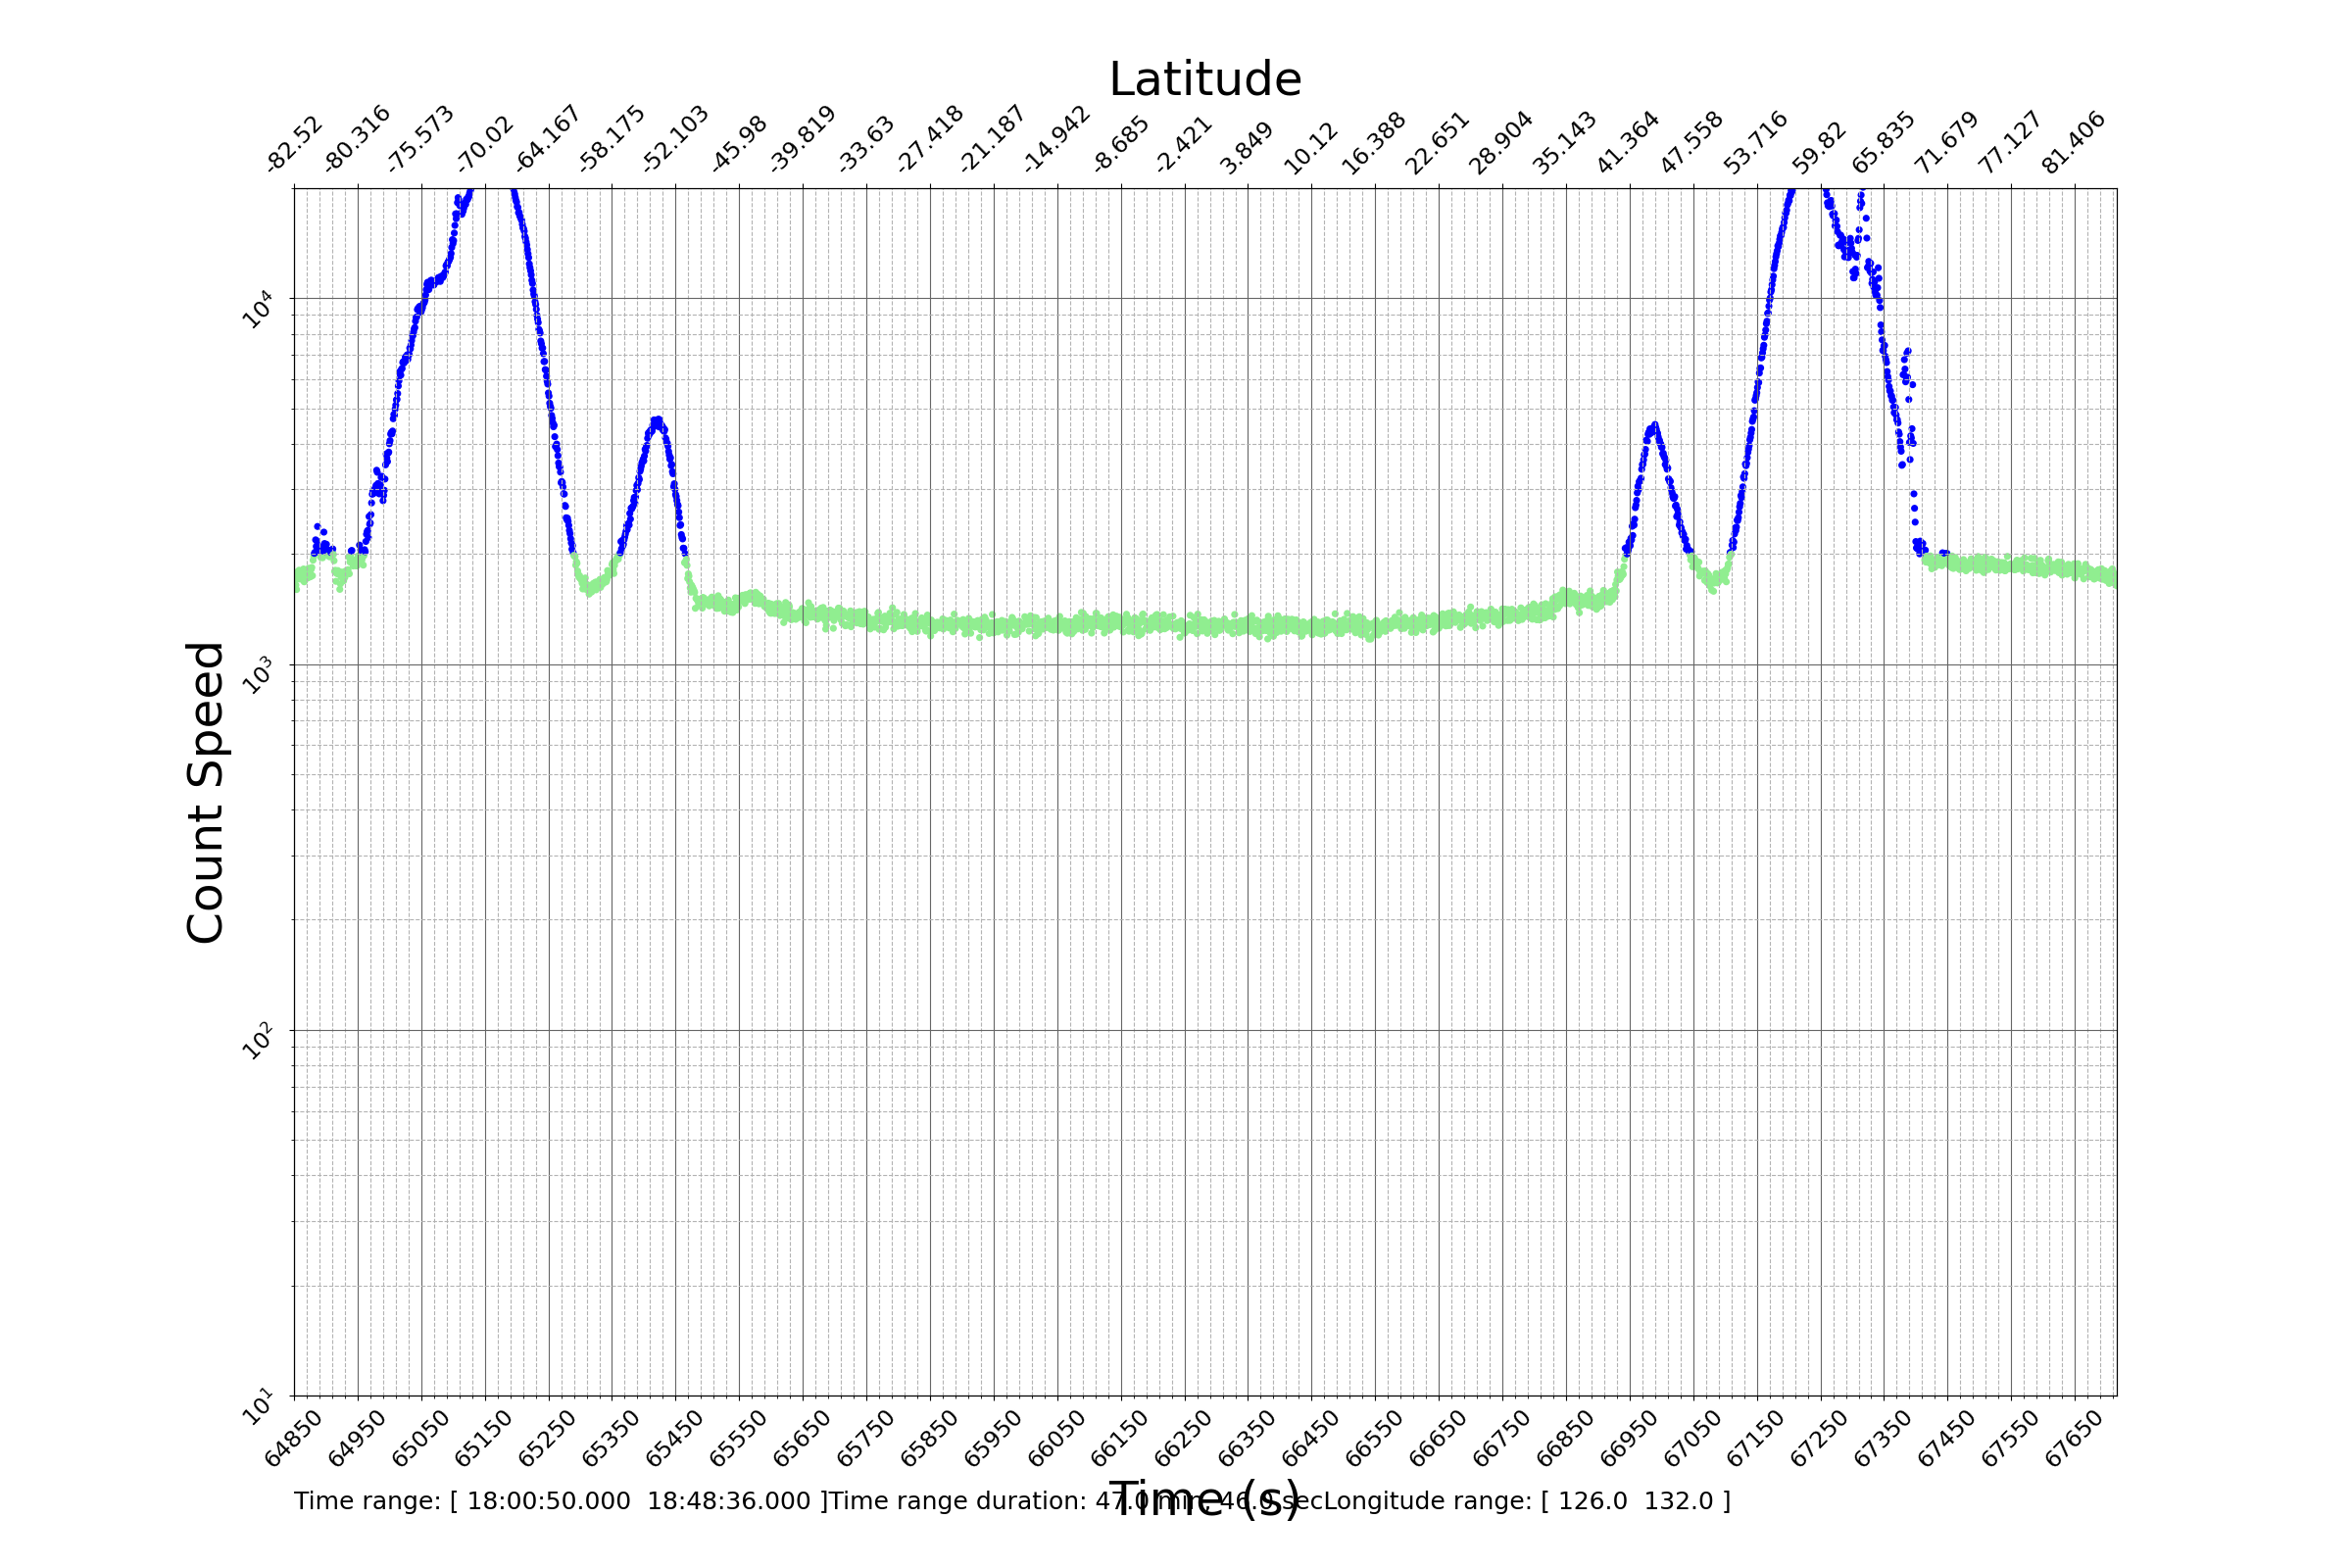 Latitude
-82.52 -80.316 -75.573 -70.02 -64.167 -58.175 -52.103 -45.98 -39.819 -33.63 -27.418 -21.187 -14.942 -8.685 -2.421 3.849 10.12 16.388 22.651 28.904 35.143 41.364 47.558 53.716 59.82 65.835 71.679 77.127 81.406
10⁴
10³
Count Speed
10²
10¹
64850 64950 65050 65150 65250 65350 65450 65550 65650 65750 65850 65950 66050 66150 66250 66350 66450 66550 66650 66750 66850 66950 67050 67150 67250 67350 67450 67550 67650
Time (s)
Time range: [ 18:00:50.000  18:48:36.000 ]Time range duration: 47.0 min, 46.0 secLongitude range: [ 126.0  132.0 ]